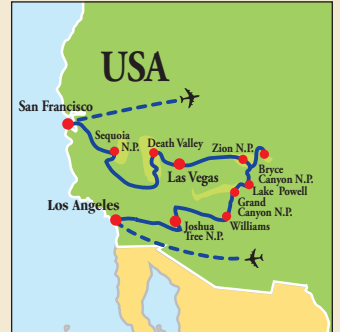 USA
San Francisco
Sequoia
N.P.
Death Valley
Zion N.P.
Las Vegas
Bryce
Canyon N.P.
Lake Powell
Grand
Canyon N.P.
Los Angeles
Joshua
Tree N.P.
Williams